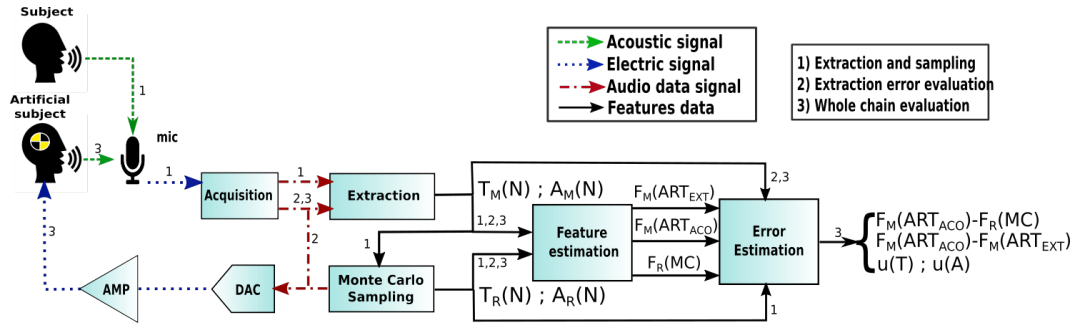 Subject
Acoustic signal
Electric signal
Audio data signal
Features data
1) Extraction and sampling
2) Extraction error evaluation
3) Whole chain evaluation
1
Artificial
subject
mic
3
1
Acquisition
1
2,3
Extraction
T_M(N) ; A_M(N)
2,3
1,2,3
F_M(ART_EXT)
F_M(ART_ACO)
F_R(MC)
Feature
estimation
Error
Estimation
3
F_M(ART_ACO)-F_R(MC)
F_M(ART_ACO)-F_M(ART_EXT)
u(T) ; u(A)
3
2
1
1,2,3
AMP
DAC
Monte Carlo
Sampling
T_R(N) ; A_R(N)
1